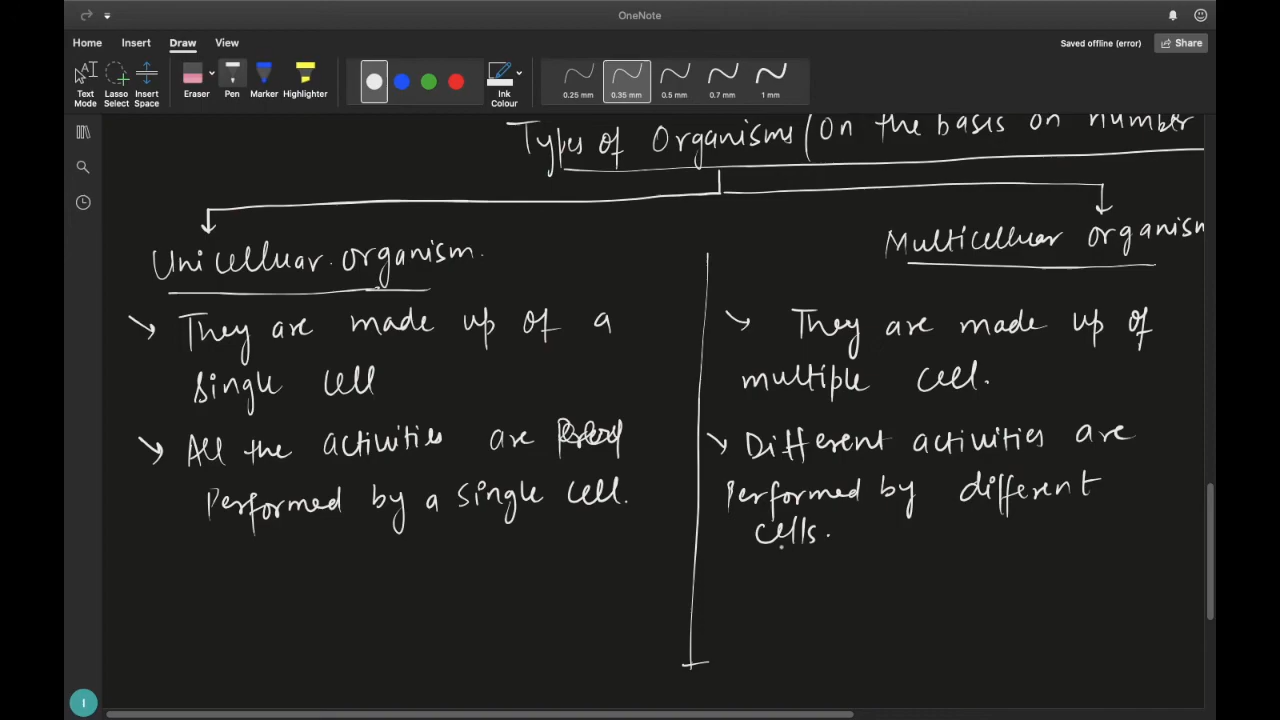 OneNote
Home Insert Draw View
Saved offline (error) Share
Text Mode Lasso Select Insert Space Eraser Pen Marker Highlighter Ink Colour 0.25 mm 0.35 mm 0.5 mm 0.7 mm 1 mm
Types of Organisms (On the basis on number
Unicelluar organism.
Multicelluar organism
They are made up of a
single cell
All the activities are
Performed by a single cell.
They are made up of
multiple cell.
Different activities are
Performed by different
cells.
I